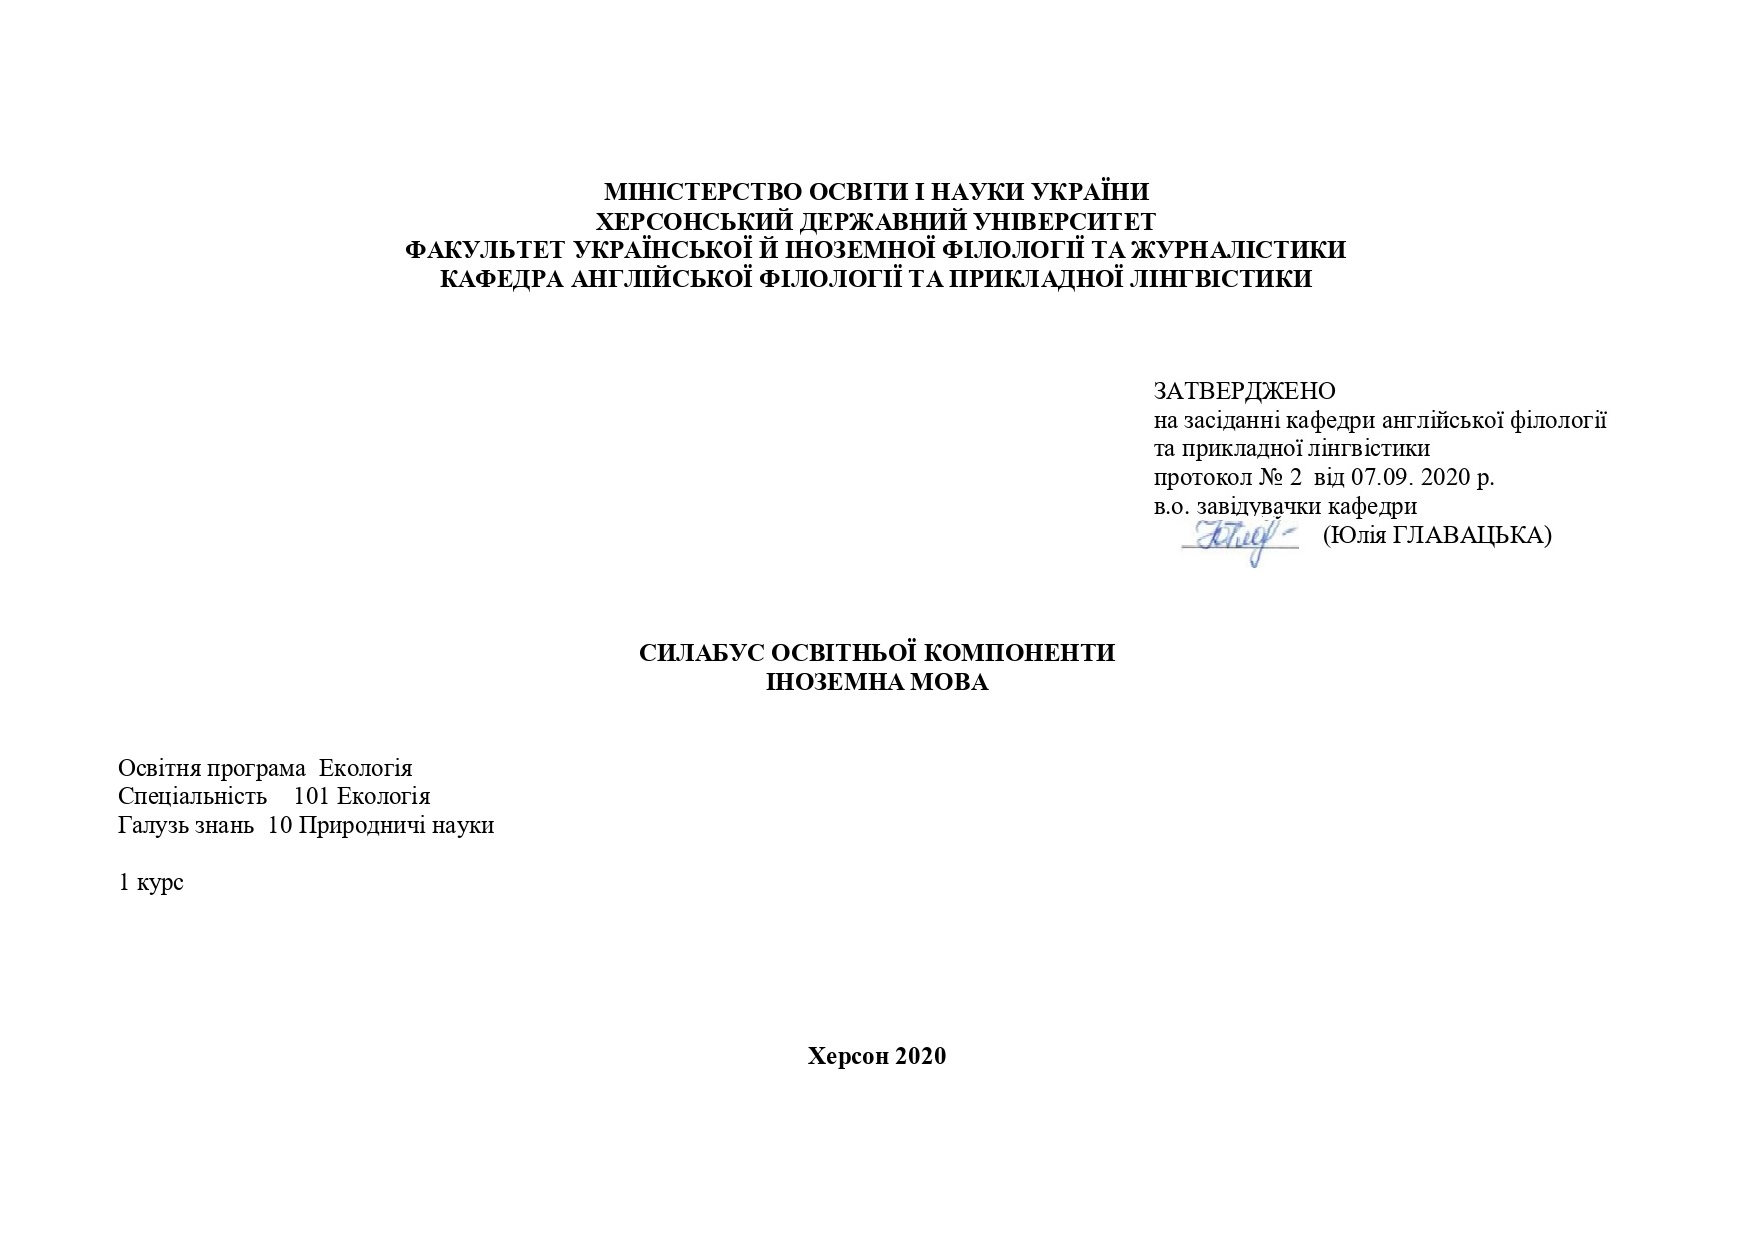 МІНІСТЕРСТВО ОСВІТИ І НАУКИ УКРАЇНИ
ХЕРСОНСЬКИЙ ДЕРЖАВНИЙ УНІВЕРСИТЕТ
ФАКУЛЬТЕТ УКРАЇНСЬКОЇ Й ІНОЗЕМНОЇ ФІЛОЛОГІЇ ТА ЖУРНАЛІСТИКИ
КАФЕДРА АНГЛІЙСЬКОЇ ФІЛОЛОГІЇ ТА ПРИКЛАДНОЇ ЛІНГВІСТИКИ
ЗАТВЕРДЖЕНО
на засіданні кафедри англійської філології
та прикладної лінгвістики
протокол № 2 від 07.09. 2020 р.
в.о. завідувачки кафедри
(Юлія ГЛАВАЦЬКА)
СИЛАБУС ОСВІТНЬОЇ КОМПОНЕНТИ
ІНОЗЕМНА МОВА
Освітня програма Екологія
Спеціальність 101 Екологія
Галузь знань 10 Природничі науки
1 курс
Херсон 2020